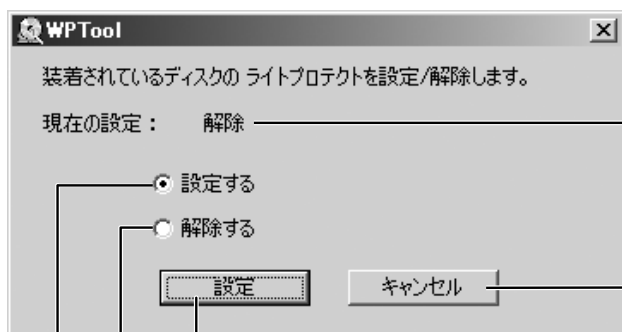 WPTool
装着されているディスクの ライトプロテクトを設定/解除します。
現在の設定： 解除
設定する
解除する
設定 キャンセル